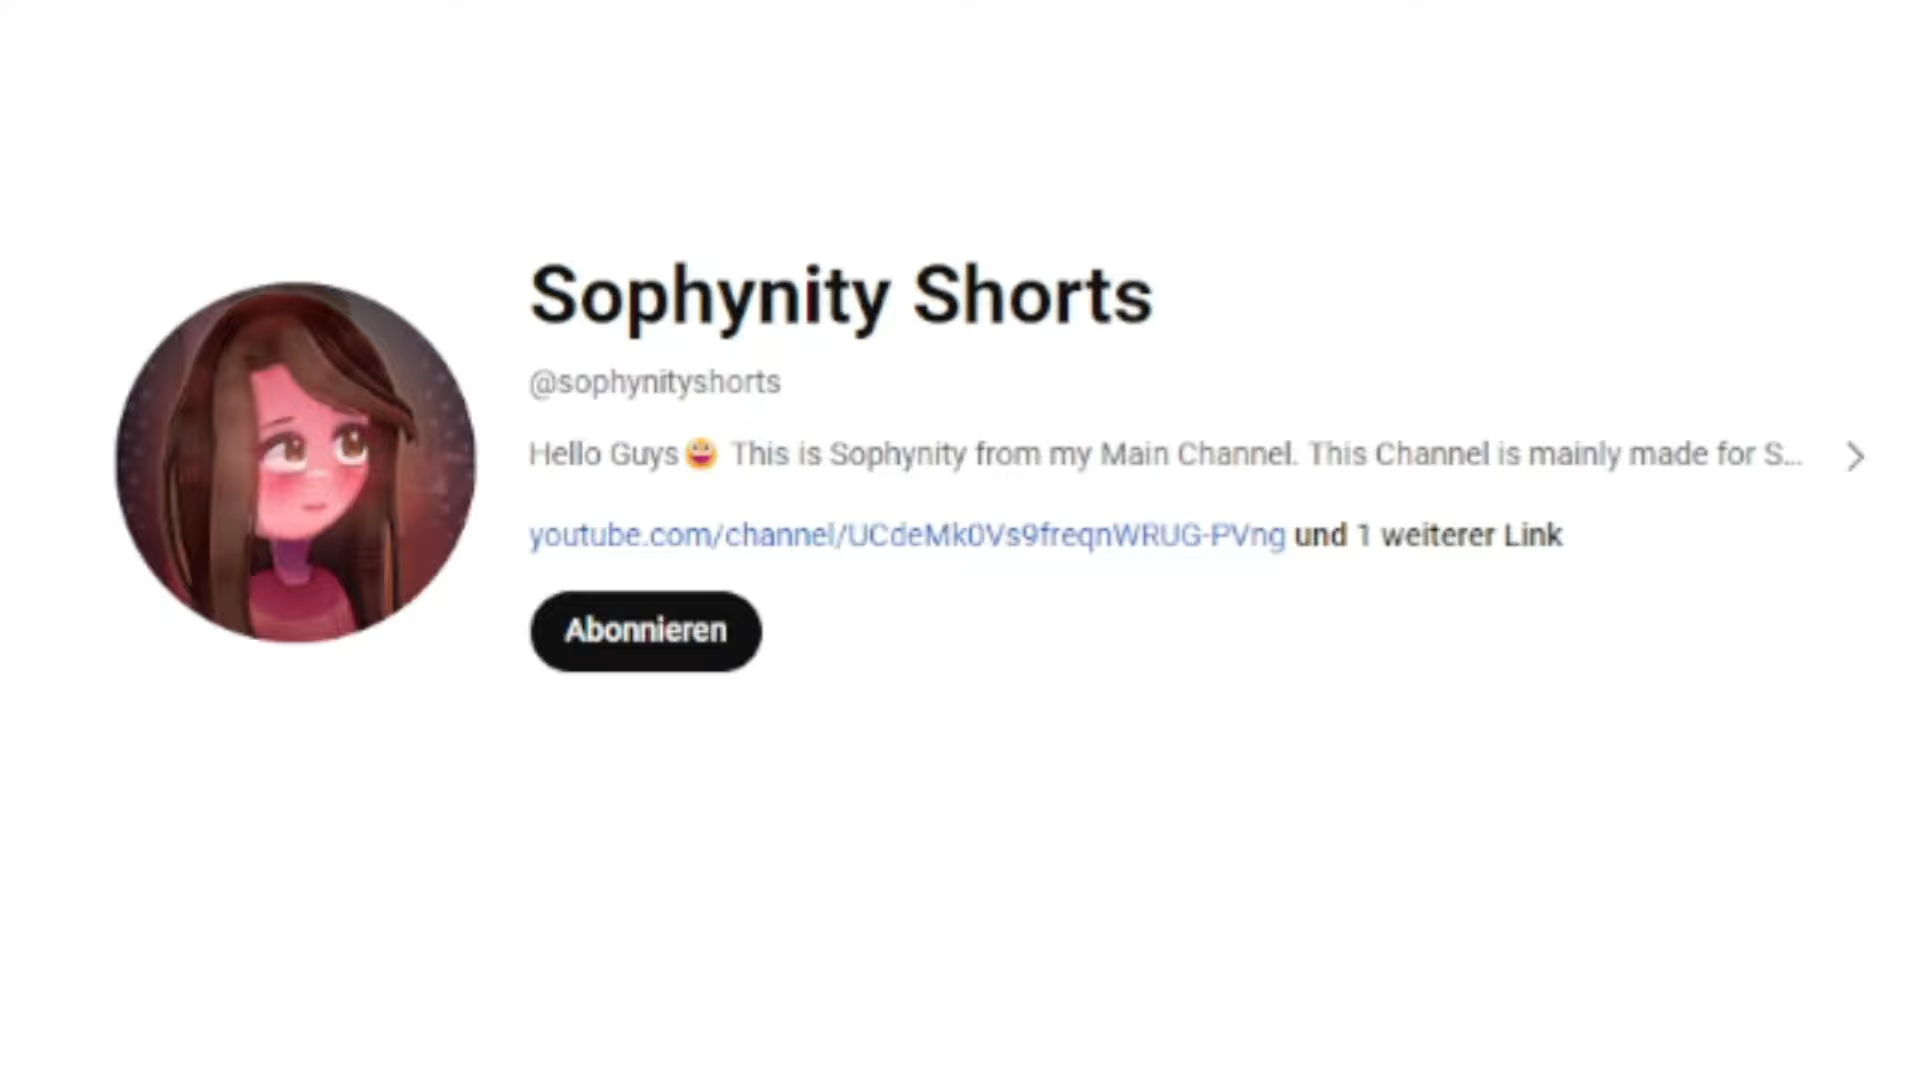 Sophynity Shorts
@sophynityshorts
Hello Guys😀 This is Sophynity from my Main Channel. This Channel is mainly made for S...
youtube.com/channel/UCdeMk0Vs9freqnWRUG-PVng und 1 weiterer Link
Abonnieren